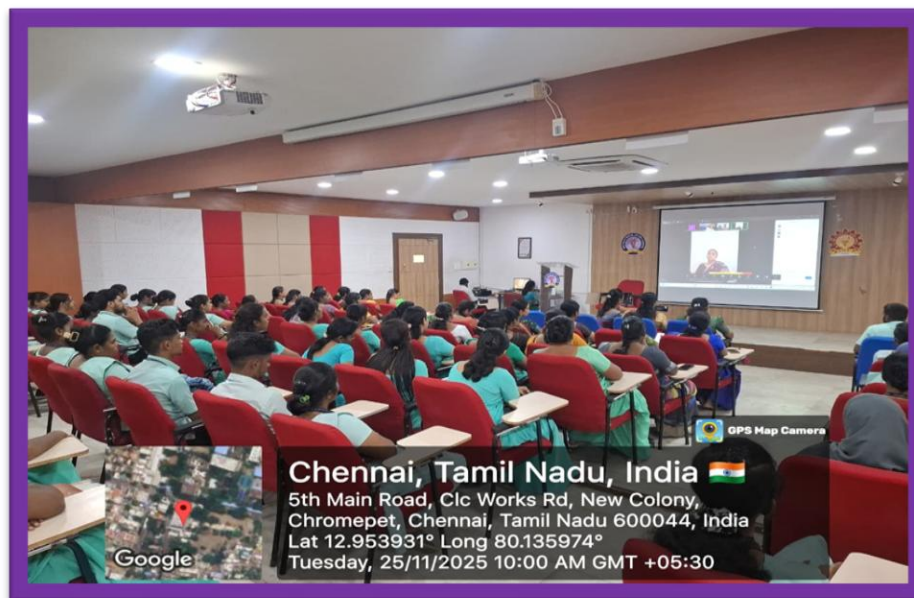 GPS Map Camera
Chennai, Tamil Nadu, India
5th Main Road, Clc Works Rd, New Colony,
Chromepet, Chennai, Tamil Nadu 600044, India
Lat 12.953931° Long 80.135974°
Tuesday, 25/11/2025 10:00 AM GMT +05:30
Google